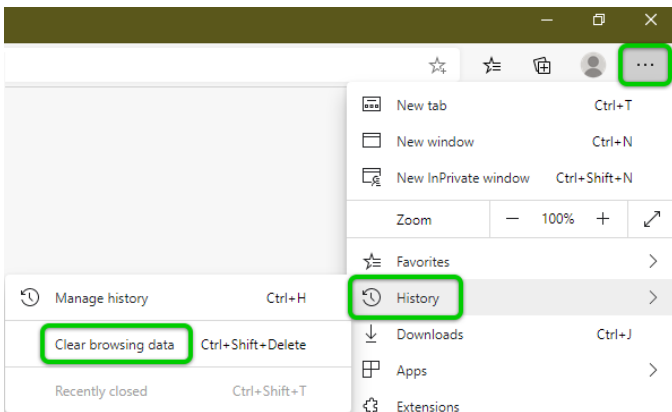 New tab Ctrl+T
New window Ctrl+N
New InPrivate window Ctrl+Shift+N
Zoom — 100% +
Favorites
History
Manage history Ctrl+H
Clear browsing data Ctrl+Shift+Delete
Recently closed Ctrl+Shift+T
Downloads Ctrl+J
Apps
Extensions